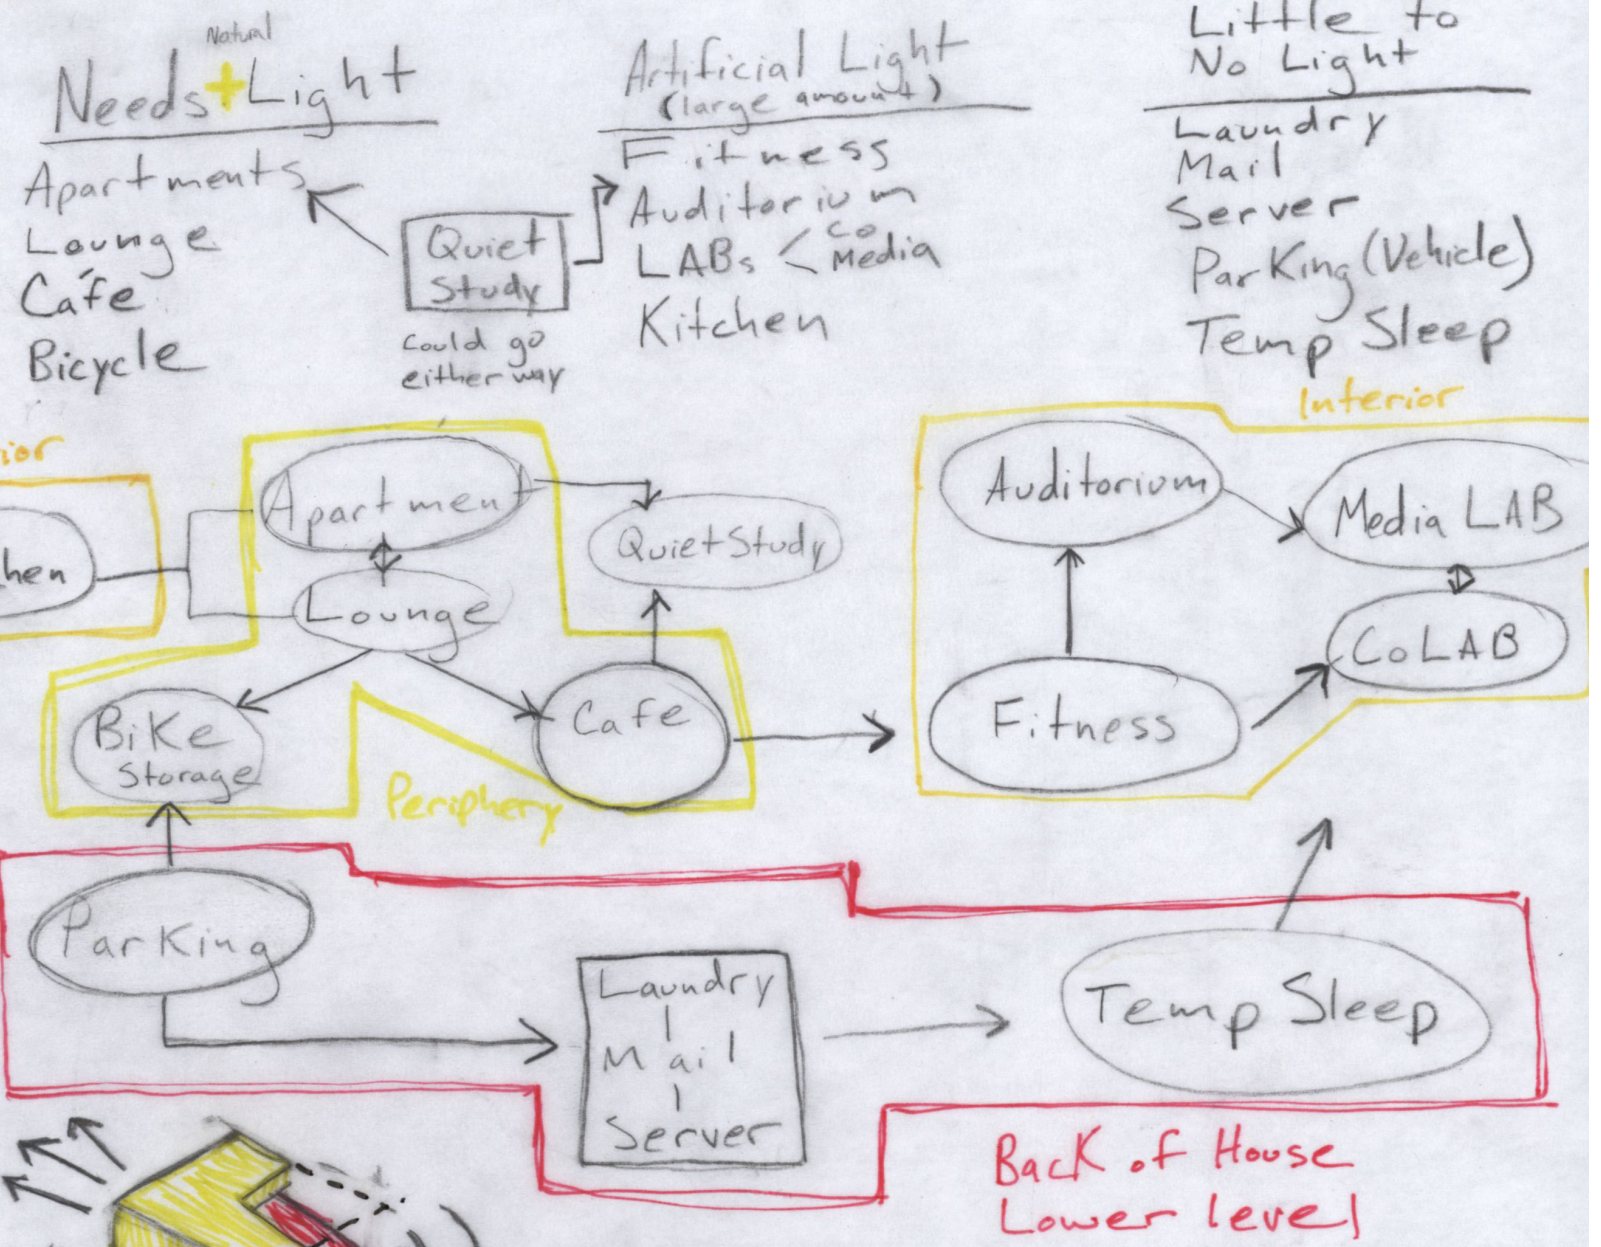 Natural
Needs + Light
Apartments
Lounge
Café
Bicycle
Quiet
Study
Could go
either way
Artificial Light
(large amount)
Fitness
Auditorium
LABs < Co
Media
Kitchen
Little to
No Light
Laundry
Mail
Server
Parking (Vehicle)
Temp Sleep
Interior
ior
hen
Apartment
Lounge
Quiet Study
Bike
Storage
Cafe
Periphery
Auditorium
Media LAB
CoLAB
Fitness
Parking
Laundry
Mail
Server
Temp Sleep
Back of House
Lower level